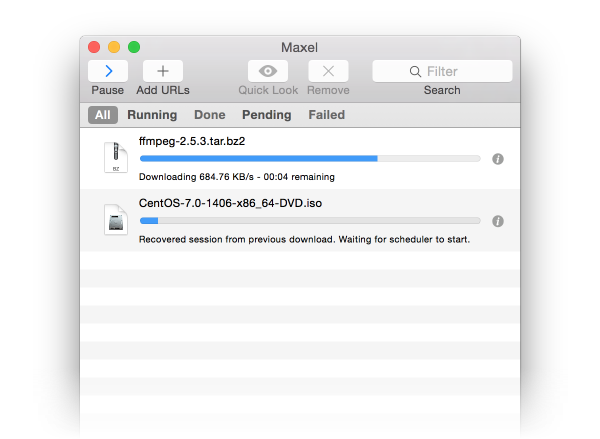 Maxel
Filter
Pause Add URLs Quick Look Remove Search
All Running Done Pending Failed
ffmpeg-2.5.3.tar.bz2
BZ
Downloading 684.76 KB/s - 00:04 remaining
CentOS-7.0-1406-x86_64-DVD.iso
Recovered session from previous download. Waiting for scheduler to start.